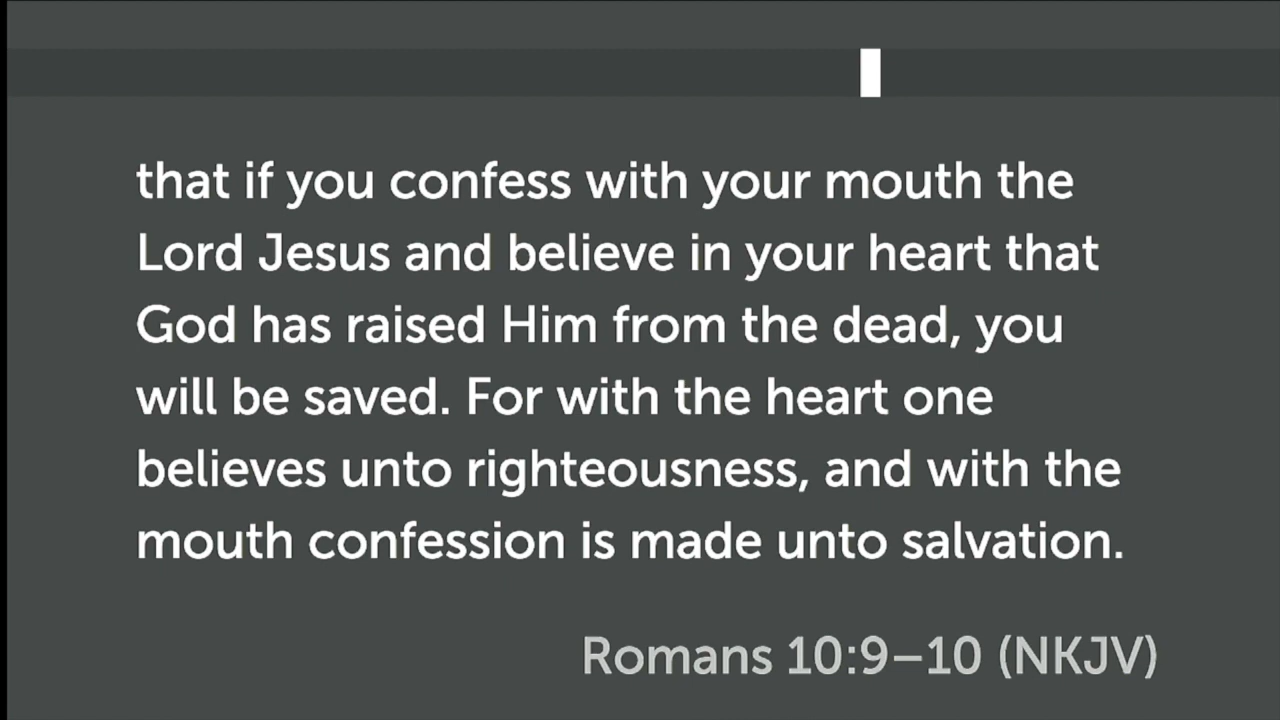 that if you confess with your mouth the
Lord Jesus and believe in your heart that
God has raised Him from the dead, you
will be saved. For with the heart one
believes unto righteousness, and with the
mouth confession is made unto salvation.
Romans 10:9–10 (NKJV)